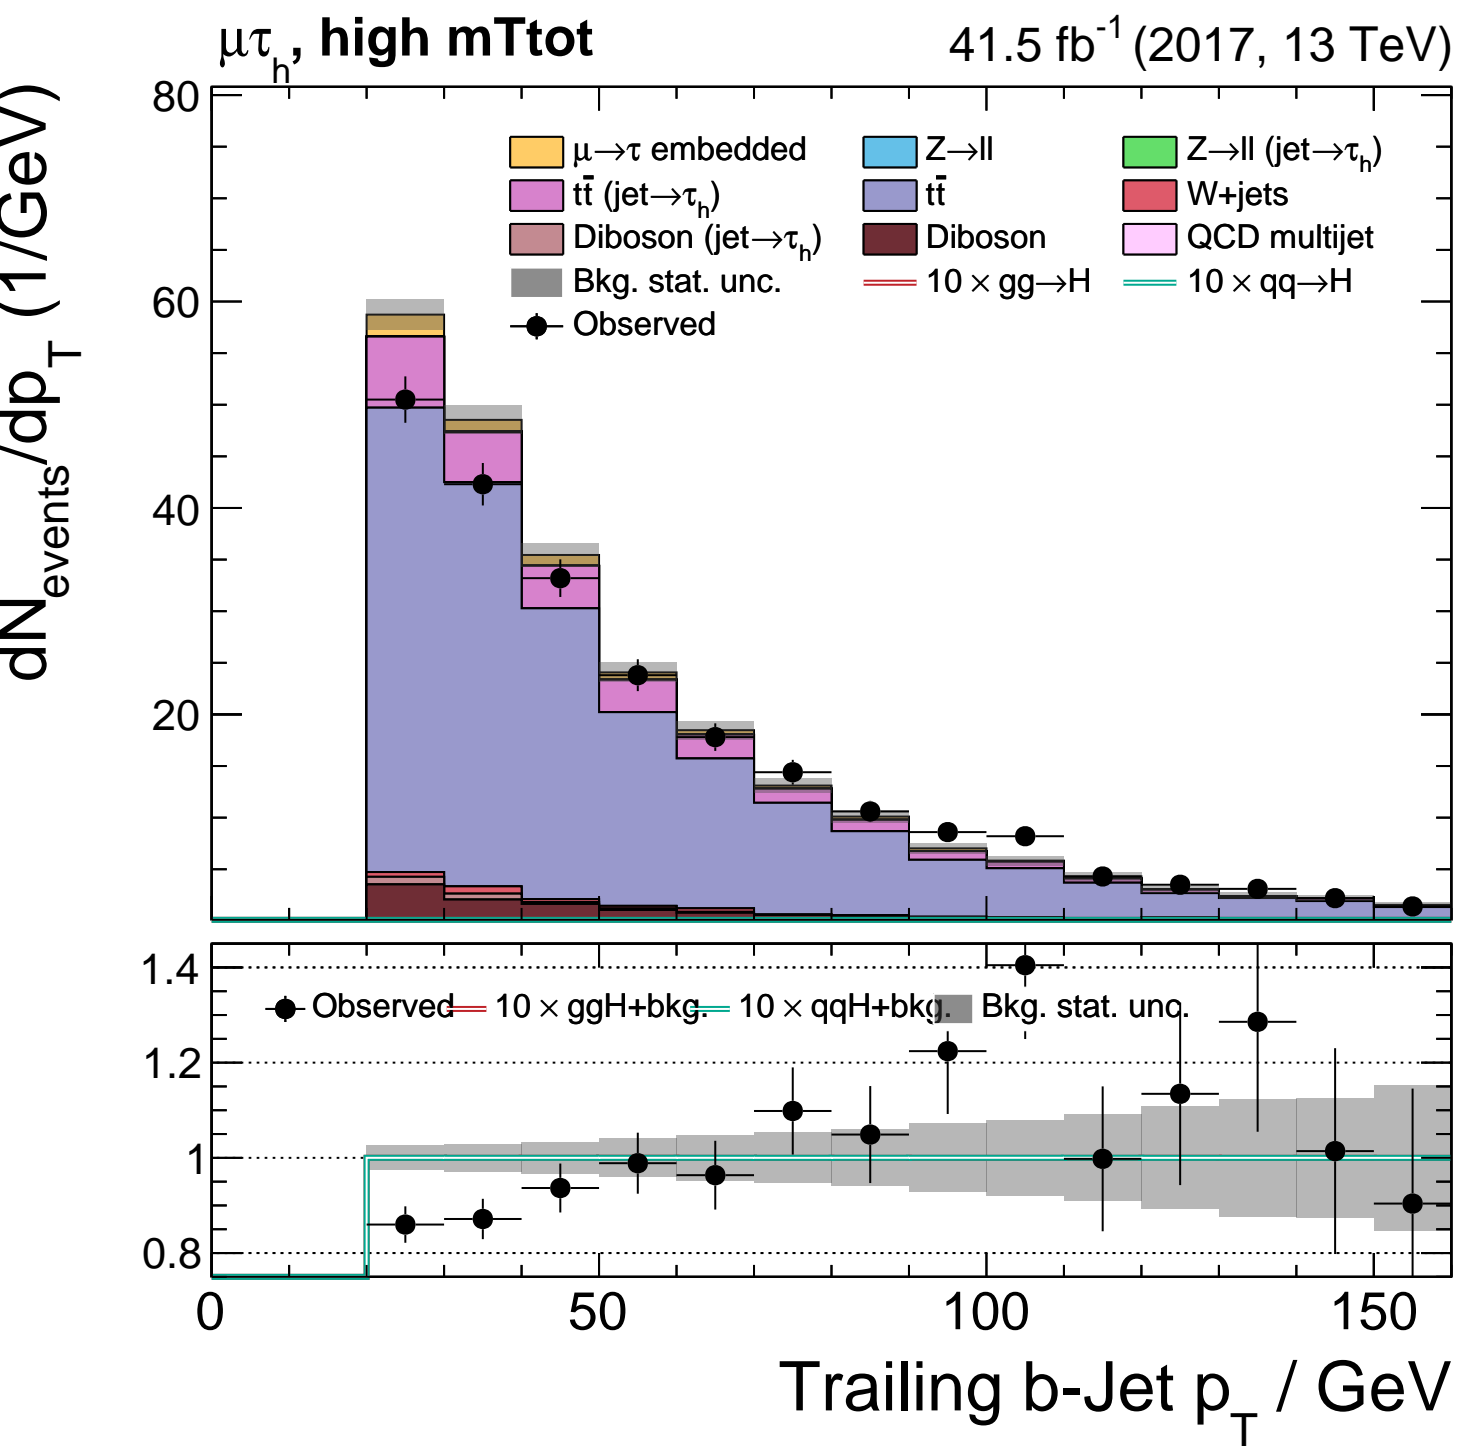 μτh, high mTtot 41.5 fb-1 (2017, 13 TeV)
dNevents/dpT (1/GeV)
80
60
40
20
μ→τ embedded Z→ll Z→ll (jet→τh)
tt̄ (jet→τh) tt̄ W+jets
Diboson (jet→τh) Diboson QCD multijet
Bkg. stat. unc. 10 × gg→H 10 × qq→H
Observed
1.4
1.2
1
0.8
Observed 10 × ggH+bkg. 10 × qqH+bkg. Bkg. stat. unc.
0 50 100 150
Trailing b-Jet pT / GeV